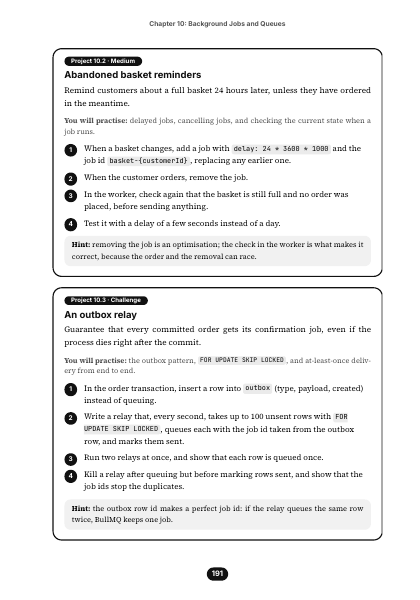 Chapter 10: Background Jobs and Queues
Project 10.2 · Medium
Abandoned basket reminders
Remind customers about a full basket 24 hours later, unless they have ordered
in the meantime.
You will practise: delayed jobs, cancelling jobs, and checking the current state when a
job runs.
1 When a basket changes, add a job with delay: 24 * 3600 * 1000 and the
job id basket-{customerId}, replacing any earlier one.
2 When the customer orders, remove the job.
3 In the worker, check again that the basket is still full and no order was
placed, before sending anything.
4 Test it with a delay of a few seconds instead of a day.
Hint: removing the job is an optimisation; the check in the worker is what makes it
correct, because the order and the removal can race.
Project 10.3 · Challenge
An outbox relay
Guarantee that every committed order gets its confirmation job, even if the
process dies right after the commit.
You will practise: the outbox pattern, FOR UPDATE SKIP LOCKED, and at-least-once deliv-
ery from end to end.
1 In the order transaction, insert a row into outbox (type, payload, created)
instead of queuing.
2 Write a relay that, every second, takes up to 100 unsent rows with FOR
UPDATE SKIP LOCKED, queues each with the job id taken from the outbox
row, and marks them sent.
3 Run two relays at once, and show that each row is queued once.
4 Kill a relay after queuing but before marking rows sent, and show that the
job ids stop the duplicates.
Hint: the outbox row id makes a perfect job id: if the relay queues the same row
twice, BullMQ keeps one job.
191